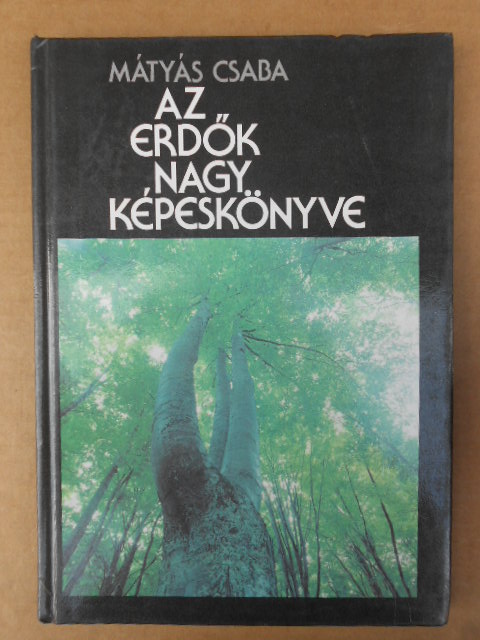 MÁTYÁS CSABA
AZ
ERDŐK
NAGY
KÉPESKÖNYVE